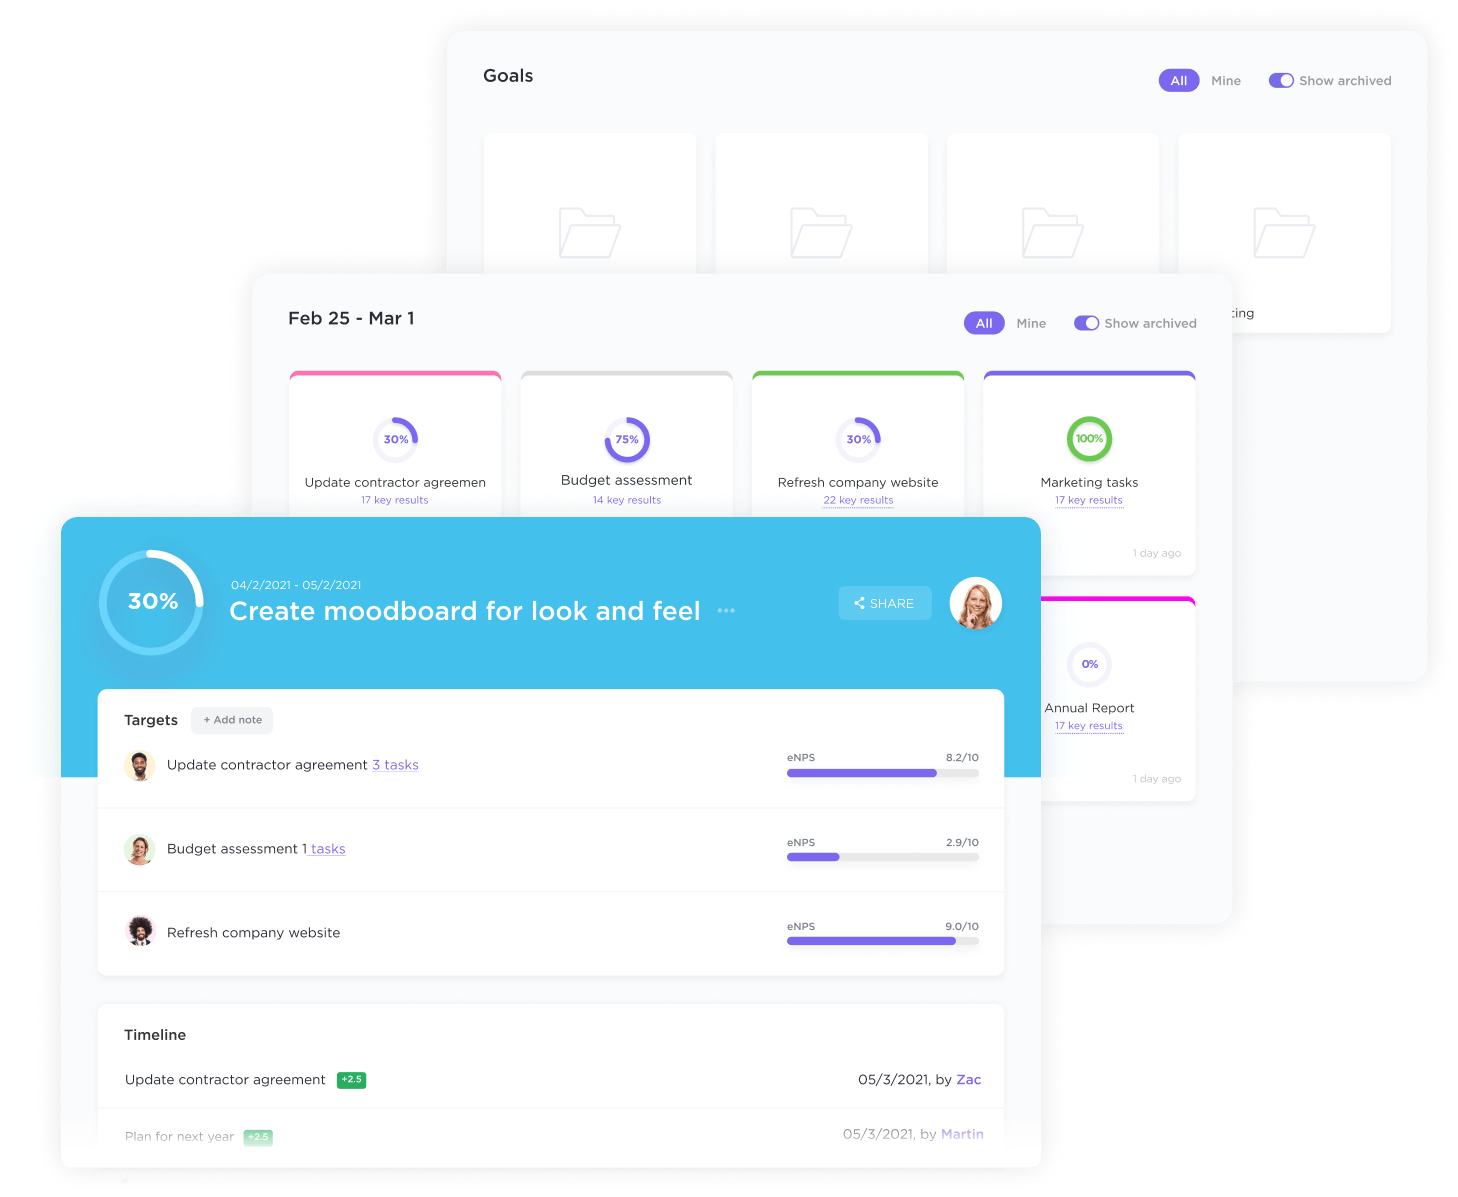 Goals
All Mine Show archived
ting
Feb 25 - Mar 1
All Mine Show archived
30%
Update contractor agreemen
17 key results
75%
Budget assessment
14 key results
30%
Refresh company website
22 key results
100%
Marketing tasks
17 key results
1 day ago
0%
Annual Report
17 key results
1 day ago
30%
04/2/2021 - 05/2/2021
Create moodboard for look and feel
SHARE
Targets + Add note
Update contractor agreement 3 tasks
eNPS 8.2/10
Budget assessment 1 tasks
eNPS 2.9/10
Refresh company website
eNPS 9.0/10
Timeline
Update contractor agreement +2.5 05/3/2021, by Zac
Plan for next year +2.5 05/3/2021, by Martin